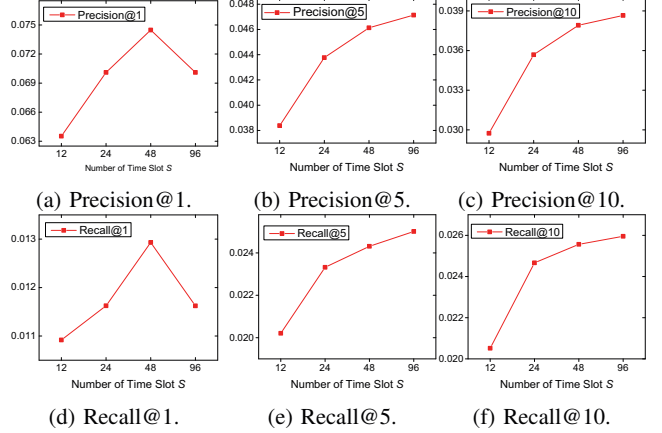 0.075
0.072
0.069
0.066
0.063
Precision@1
12 24 48 96
Number of Time Slot S
(a) Precision@1.
0.048
0.046
0.044
0.042
0.040
0.038
Precision@5
12 24 48 96
Number of Time Slot S
(b) Precision@5.
0.039
0.036
0.033
0.030
Precision@10
12 24 48 96
Number of Time Slot S
(c) Precision@10.
0.013
0.012
0.011
Recall@1
12 24 48 96
Number of Time Slot S
(d) Recall@1.
0.024
0.022
0.020
Recall@5
12 24 48 96
Number of Time Slot S
(e) Recall@5.
0.026
0.024
0.022
0.020
Recall@10
12 24 48 96
Number of Time Slot S
(f) Recall@10.